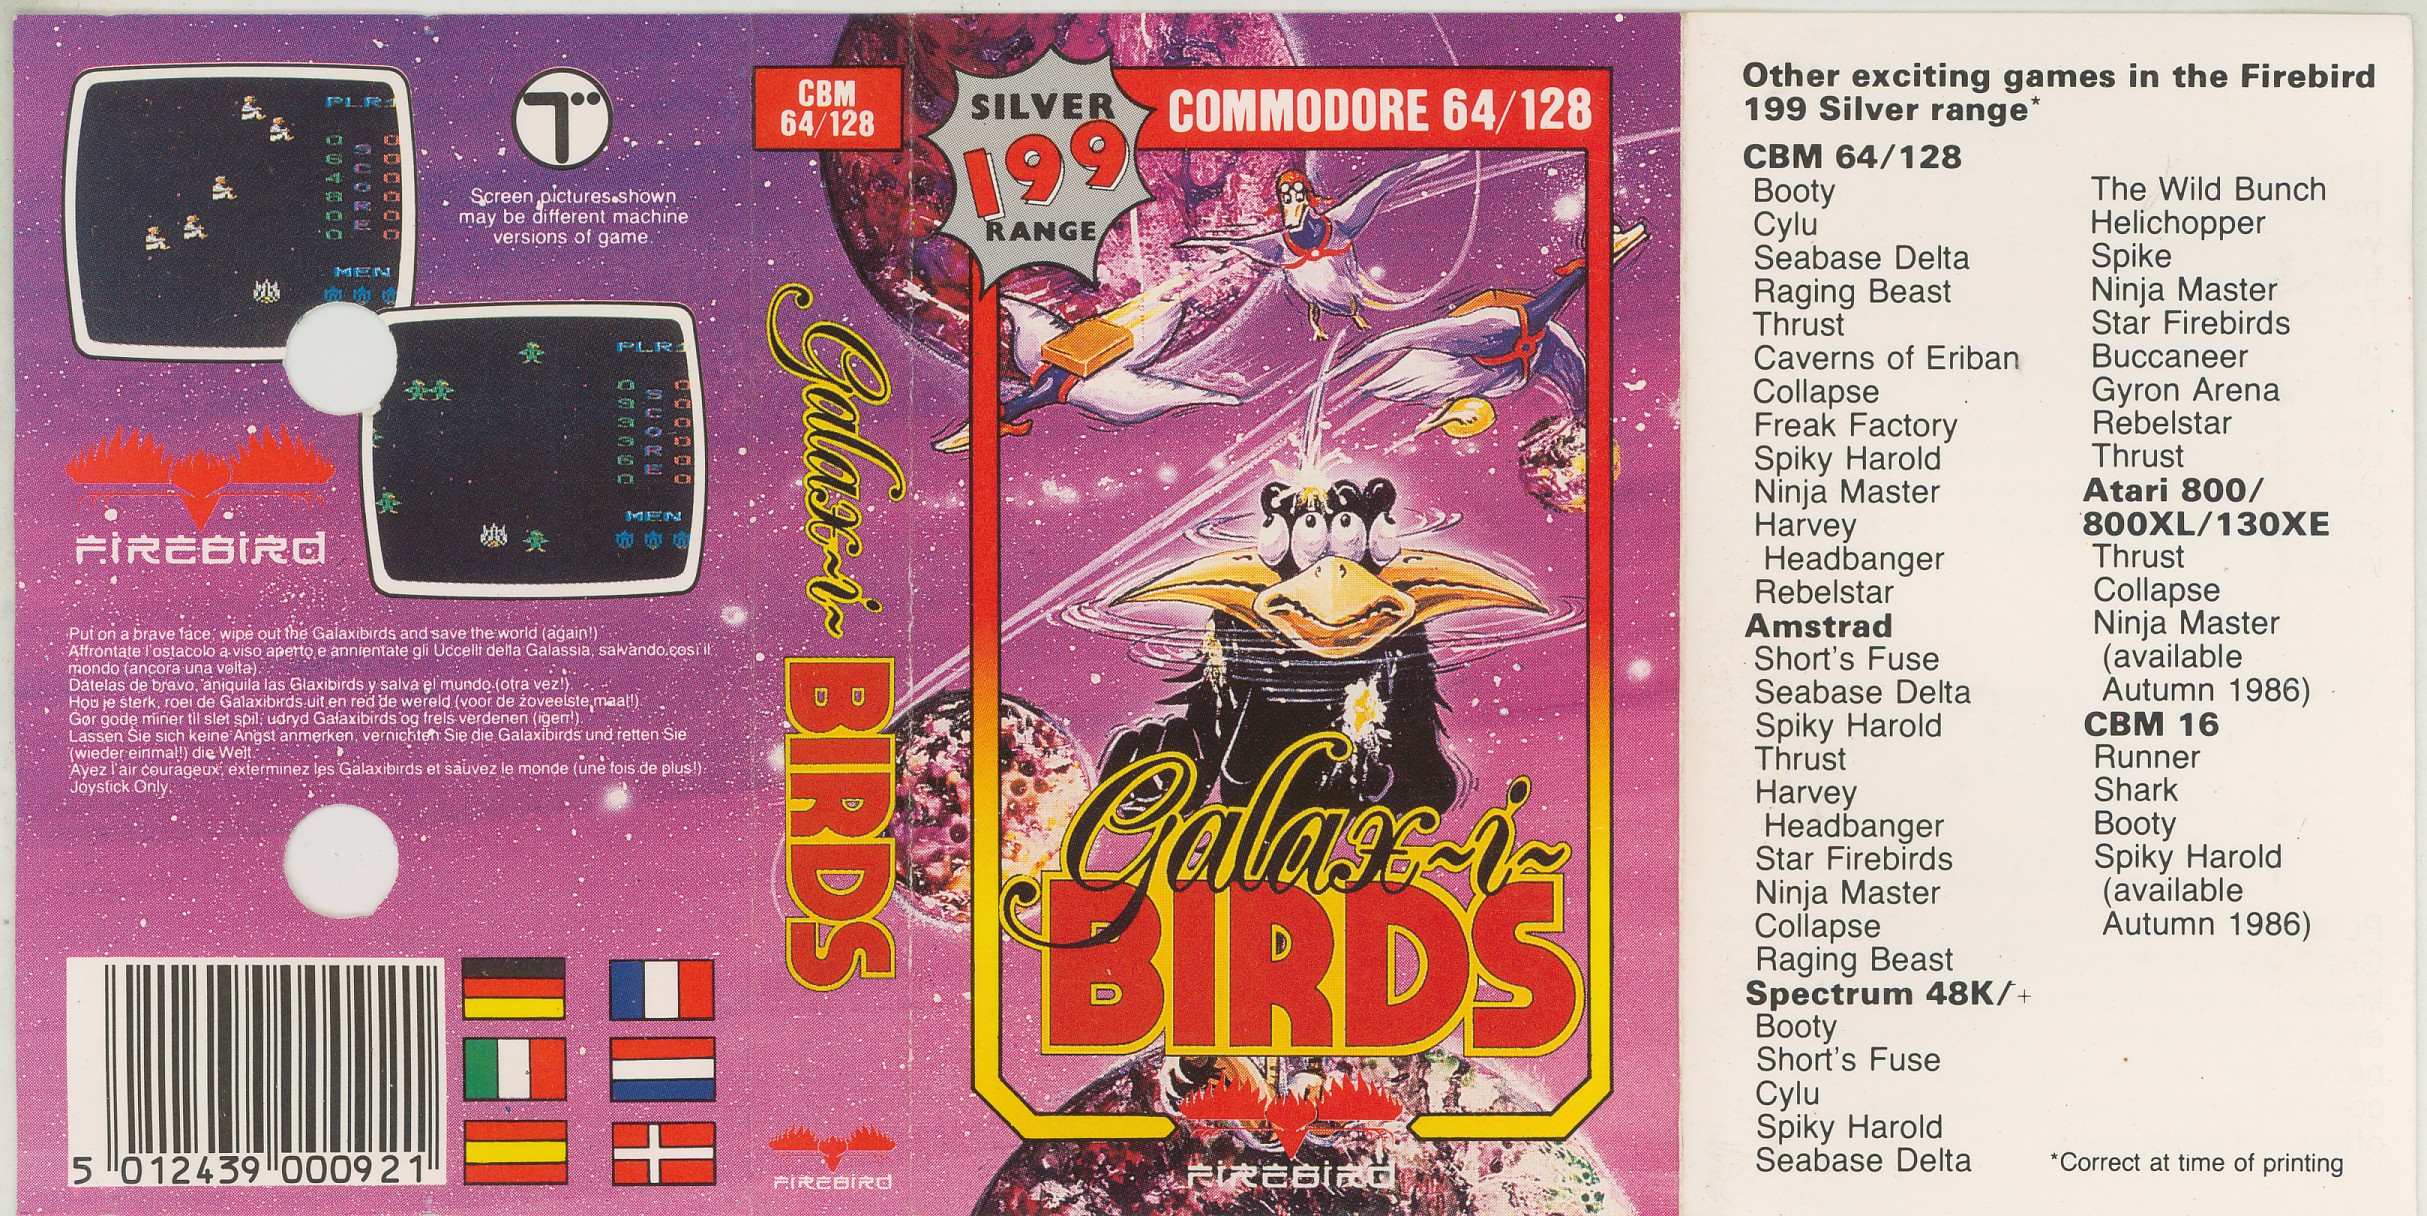 PLR1
SCORE
MEN
T
Screen pictures shown
may be different machine
versions of game.
PLR1
SCORE
MEN
FIREBIRD
Put on a brave face, wipe out the Galaxibirds and save the world (again!)
Affrontate l'ostacolo a viso aperto e annientate gli Uccelli della Galassia, salvando così il
mondo (ancora una volta).
Dátelas de bravo, aniquila las Glaxibirds y salva el mundo (otra vez!)
Hou je sterk, roei de Galaxibirds uit en red de wereld (voor de zoveelste maat!)
Gør gode miner til slet spil, udryd Galaxibirds og frels verdenen (igen!)
Lassen Sie sich keine Angst anmerken, vernichten Sie die Galaxibirds und retten Sie
(wieder einmal!) die Welt
Ayez l'air courageux, exterminez les Galaxibirds et sauvez le monde (une fois de plus!)
Joystick Only.
5 012439 000921
CBM
64/128
Galax-i-
BIRDS
FIREBIRD
SILVER
199
RANGE
COMMODORE 64/128
Galax-i-
BIRDS
FIREBIRD
Other exciting games in the Firebird
199 Silver range*
CBM 64/128
Booty
Cylu
Seabase Delta
Raging Beast
Thrust
Caverns of Eriban
Collapse
Freak Factory
Spiky Harold
Ninja Master
Harvey
Headbanger
Rebelstar
Amstrad
Short's Fuse
Seabase Delta
Spiky Harold
Thrust
Harvey
Headbanger
Star Firebirds
Ninja Master
Collapse
Raging Beast
Spectrum 48K/+
Booty
Short's Fuse
Cylu
Spiky Harold
Seabase Delta
The Wild Bunch
Helichopper
Spike
Ninja Master
Star Firebirds
Buccaneer
Gyron Arena
Rebelstar
Thrust
Atari 800/
800XL/130XE
Thrust
Collapse
Ninja Master
(available
Autumn 1986)
CBM 16
Runner
Shark
Booty
Spiky Harold
(available
Autumn 1986)
*Correct at time of printing